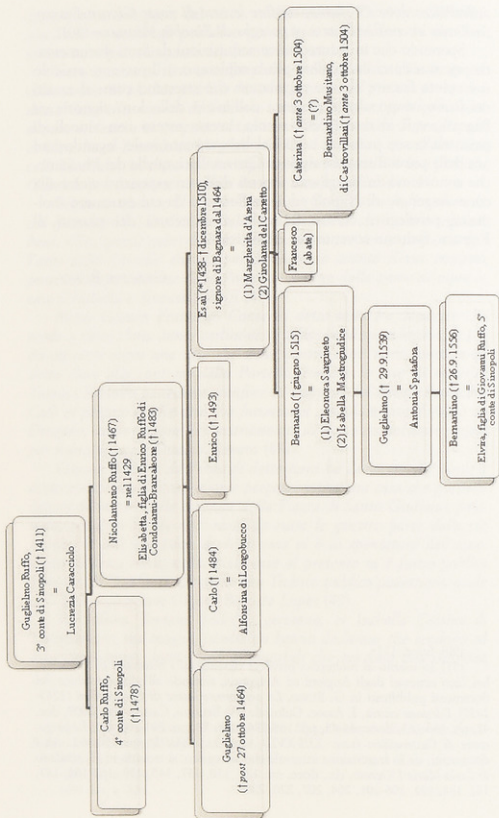 Guglielmo Ruffo,
3° conte di Sinopoli († 1411)
=
Lucrezia Caracciolo
Carlo Ruffo,
4° conte di Sinopoli
(† 1478)
Nicolantonio Ruffo († 1467)
= nel 1429
Elisabetta, figlia di Enrico Ruffo di
Condoianni-Brancaleone († 1483)
Guglielmo
(† post 27 ottobre 1464)
Carlo († 1484)
=
Alfonsina di Longobucco
Enrico († 1493)
Esaù (*1438- † dicembre 1510),
signore di Bagnara dal 1464
=
(1) Margherita d'Arena
(2) Girolama del Carretto
Bernardo († giugno 1515)
=
(1) Eleonora Sangineto
(2) Isabella Mastrogiudice
Francesco
(abate)
Caterina († ante 3 ottobre 1504)
= (?)
Bernardino Musitano,
di Castrovillari († ante 3 ottobre 1504)
Guglielmo († 29.9.1539)
=
Antonia Spatafora
Bernardino († 26.9.1556)
=
Elvira, figlia di Giovanni Ruffo, 5°
conte di Sinopoli